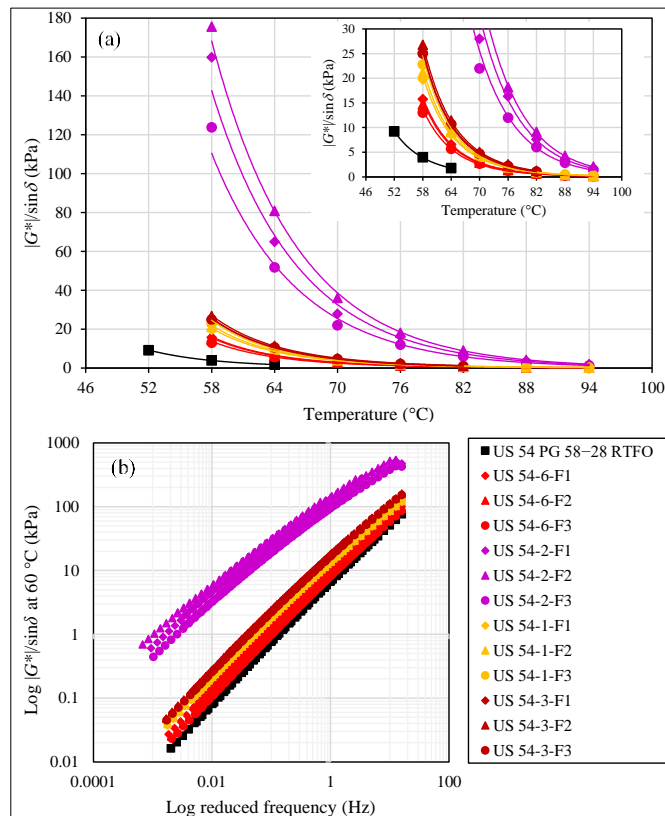 (a)
180
160
140
120
100
80
60
40
20
0
|G*|/sinδ (kPa)
46 52 58 64 70 76 82 88 94 100
Temperature (°C)
30
25
20
15
10
5
0
|G*|/sinδ (kPa)
46 52 58 64 70 76 82 88 94 100
Temperature (°C)
(b)
1000
100
10
1
0.1
0.01
Log |G*|/sinδ at 60 °C (kPa)
0.0001 0.01 1 100
Log reduced frequency (Hz)
US 54 PG 58−28 RTFO
US 54-6-F1
US 54-6-F2
US 54-6-F3
US 54-2-F1
US 54-2-F2
US 54-2-F3
US 54-1-F1
US 54-1-F2
US 54-1-F3
US 54-3-F1
US 54-3-F2
US 54-3-F3